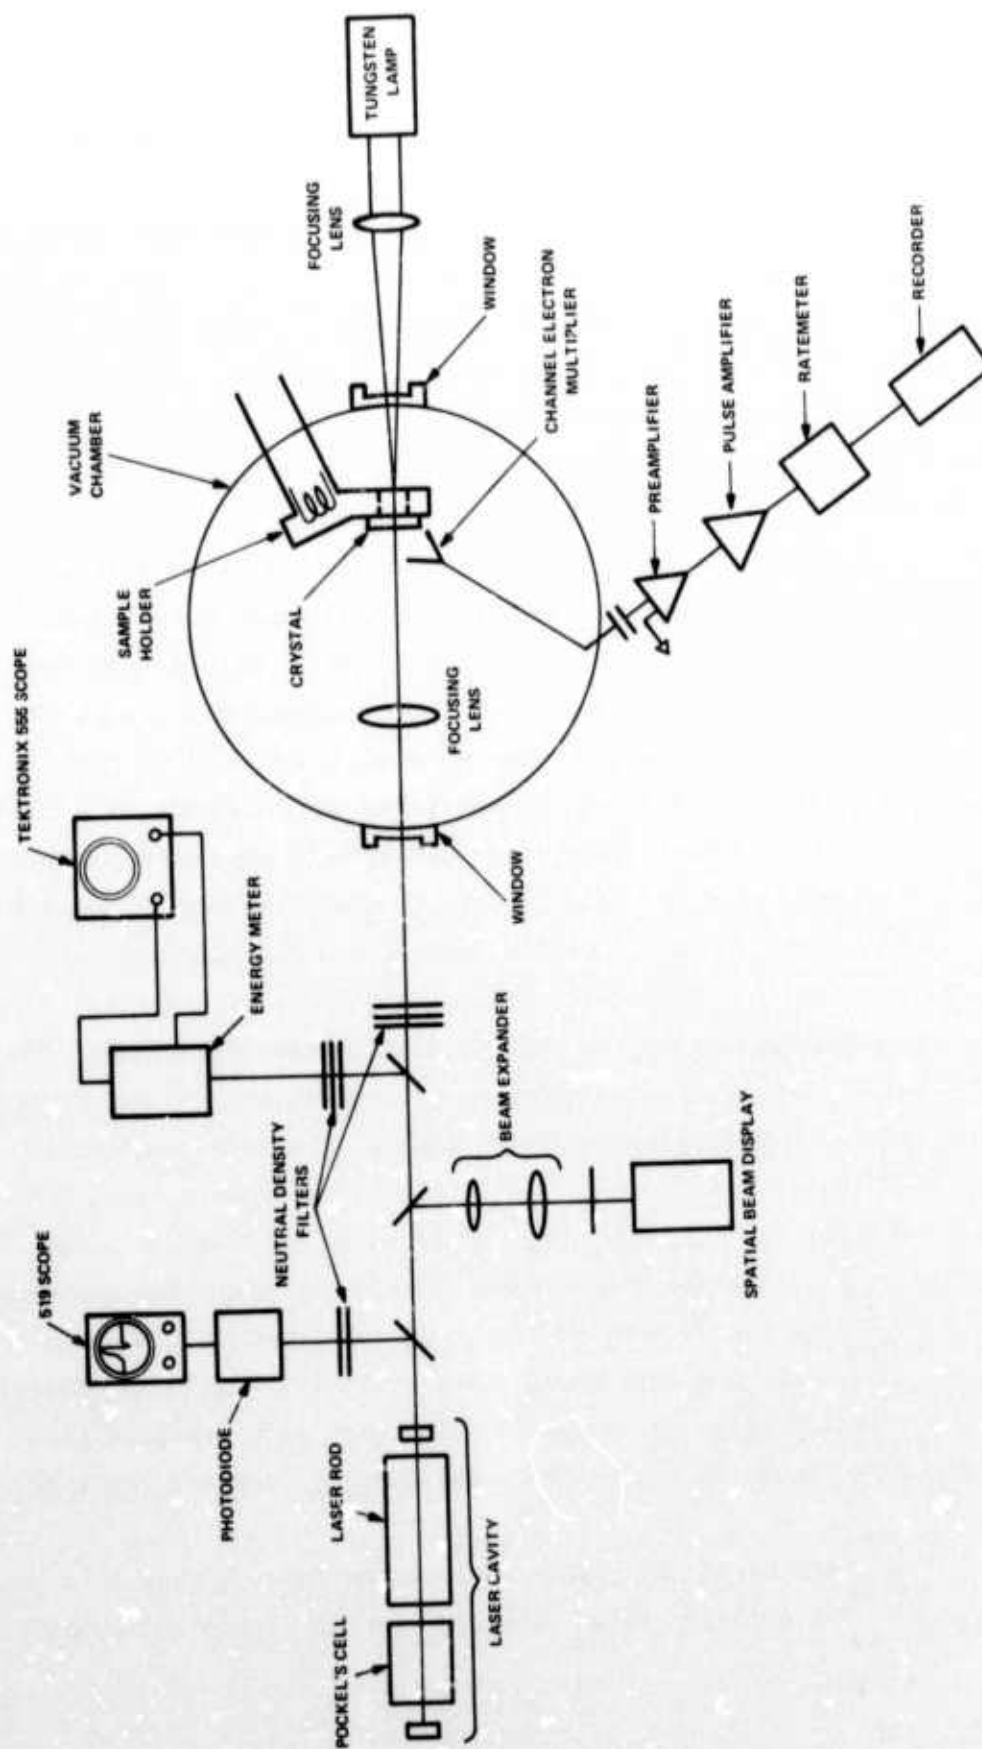 519 SCOPE
TEKTRONIX 555 SCOPE
VACUUM
CHAMBER
SAMPLE
HOLDER
PHOTODIODE
ENERGY METER
NEUTRAL DENSITY
FILTERS
CRYSTAL
FOCUSING
LENS
TUNGSTEN
LAMP
POCKEL'S CELL
LASER ROD
LASER CAVITY
BEAM EXPANDER
SPATIAL BEAM DISPLAY
WINDOW
FOCUSING
LENS
WINDOW
CHANNEL ELECTRON
MULTIPLIER
PREAMPLIFIER
PULSE AMPLIFIER
RATEMETER
RECORDER